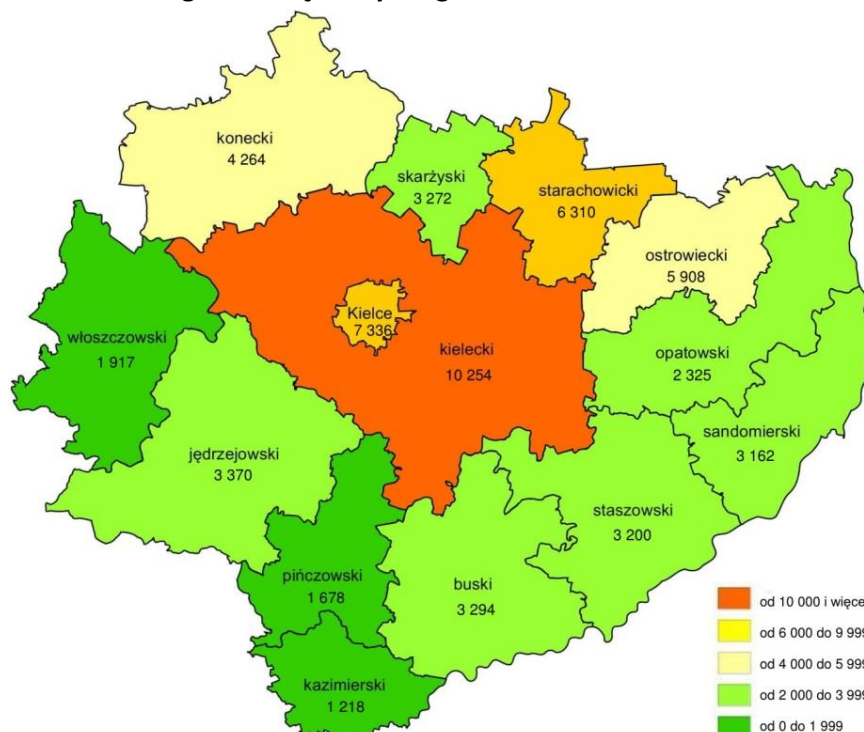 konecki
4 264
skarżyski
3 272
starachowicki
6 310
ostrowiecki
5 908
Kielce
7 336
włoszczowski
1 917
kielecki
10 254
opatowski
2 325
sandomierski
3 162
jędrzejowski
3 370
staszowski
3 200
pińczowski
1 678
buski
3 294
kazimierski
1 218
od 10 000 i więce
od 6 000 do 9 999
od 4 000 do 5 999
od 2 000 do 3 999
od 0 do 1 999